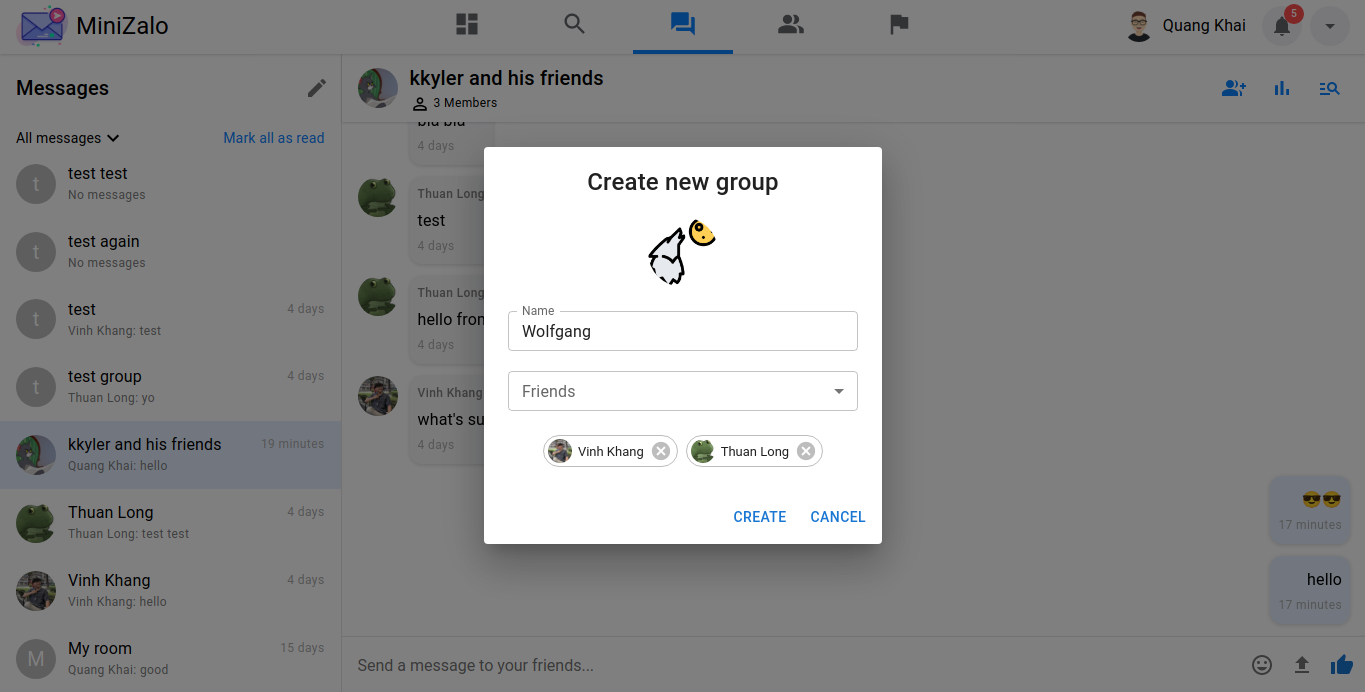 MiniZalo
Quang Khai
5
Messages
All messages
Mark all as read
t
test test
No messages
t
test again
No messages
t
test
4 days
Vinh Khang: test
t
test group
4 days
Thuan Long: yo
kkyler and his friends
19 minutes
Quang Khai: hello
Thuan Long
4 days
Thuan Long: test test
Vinh Khang
4 days
Vinh Khang: hello
M
My room
15 days
Quang Khai: good
kkyler and his friends
3 Members
bla bla
4 days
Thuan Long
test
4 days
Thuan Long
hello
4 days
Vinh Khang
what's
4 days
😎😎
17 minutes
hello
17 minutes
Send a message to your friends...
Create new group
Name
Wolfgang
Friends
Vinh Khang
Thuan Long
CREATE
CANCEL